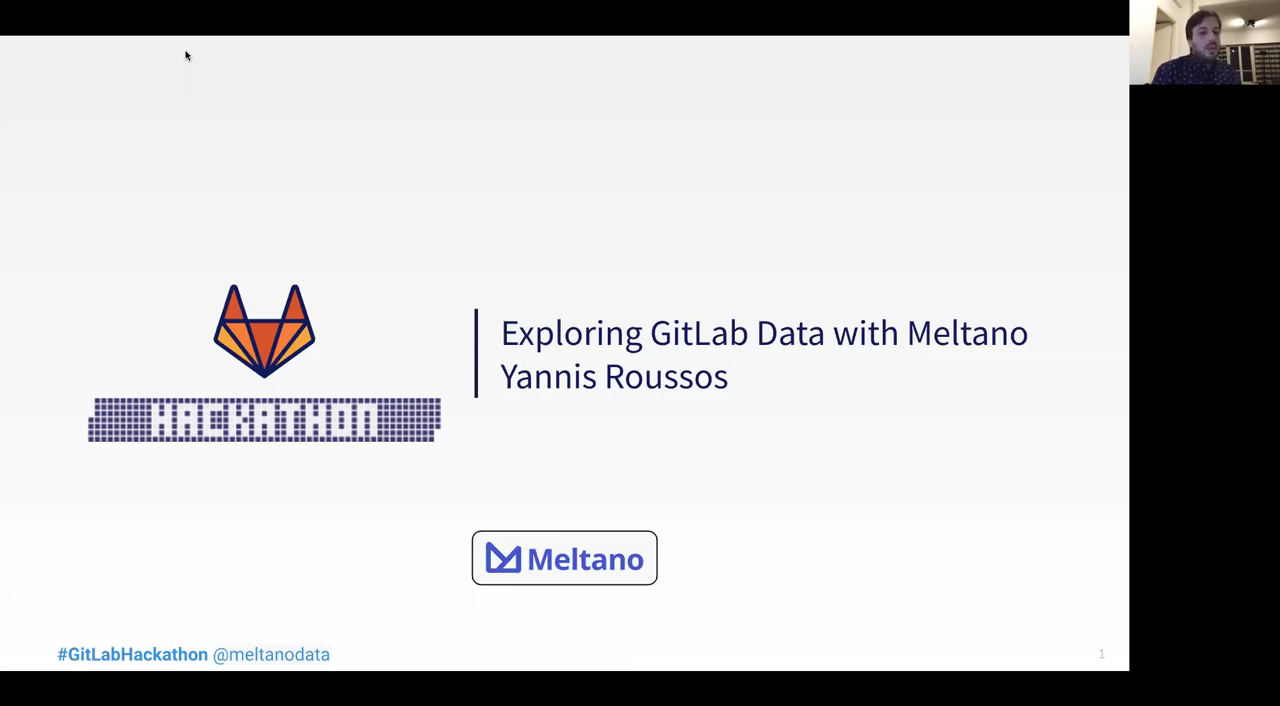 Exploring GitLab Data with Meltano
Yannis Roussos
HACKATHON
Meltano
#GitLabHackathon @meltanodata
1